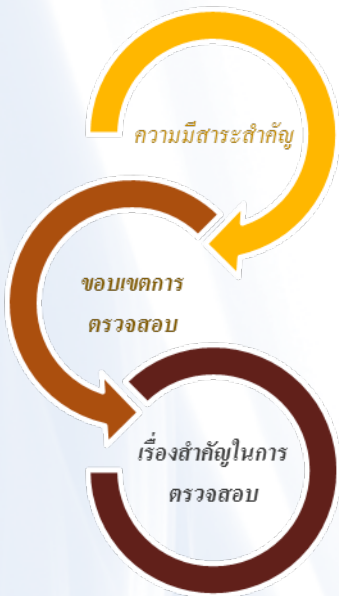 ความมีสาระสำคัญ
ขอบเขตการ
ตรวจสอบ
เรื่องสำคัญในการ
ตรวจสอบ